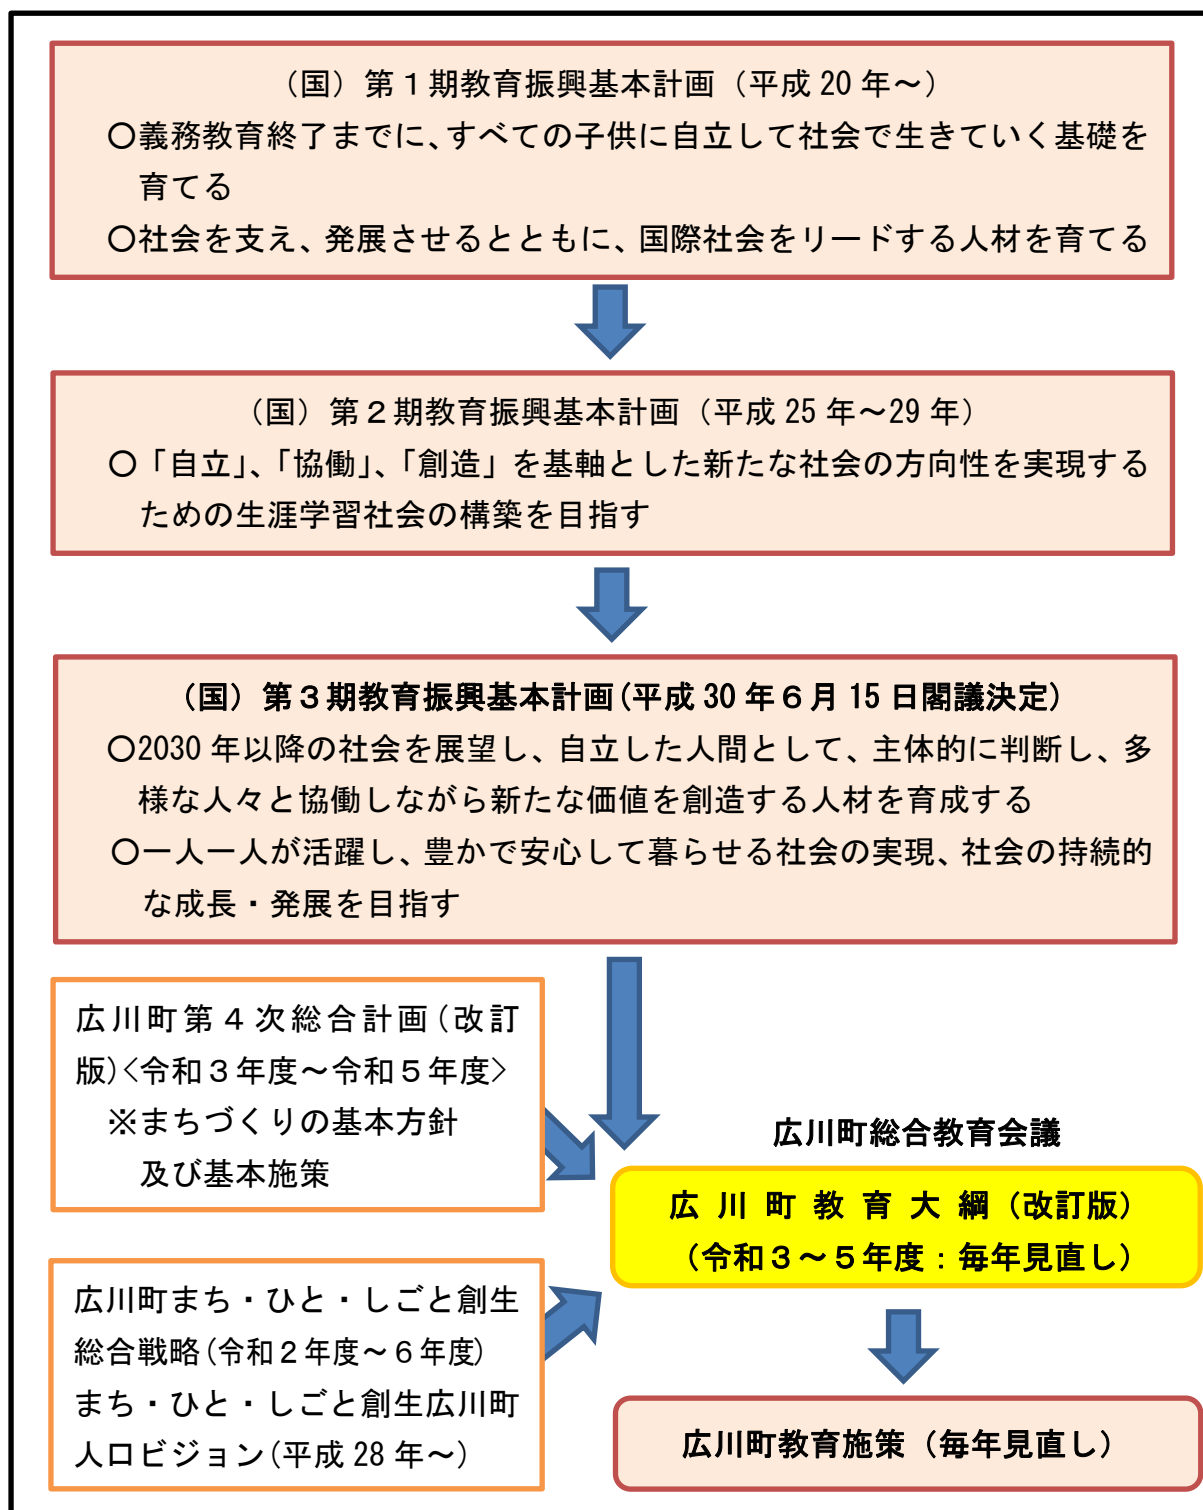 （国）第１期教育振興基本計画（平成 20 年～）
〇義務教育終了までに、すべての子供に自立して社会で生きていく基礎を
育てる
〇社会を支え、発展させるとともに、国際社会をリードする人材を育てる
（国）第２期教育振興基本計画（平成 25 年～29 年）
〇「自立」、「協働」、「創造」を基軸とした新たな社会の方向性を実現する
ための生涯学習社会の構築を目指す
（国）第３期教育振興基本計画(平成 30 年６月 15 日閣議決定)
〇2030 年以降の社会を展望し、自立した人間として、主体的に判断し、多
様な人々と協働しながら新たな価値を創造する人材を育成する
〇一人一人が活躍し、豊かで安心して暮らせる社会の実現、社会の持続的
な成長・発展を目指す
広川町第４次総合計画(改訂
版)<令和３年度～令和５年度>
※まちづくりの基本方針
及び基本施策
広川町総合教育会議
広 川 町 教 育 大 綱（改訂版）
（令和３～５年度：毎年見直し）
広川町まち・ひと・しごと創生
総合戦略(令和２年度～６年度)
まち・ひと・しごと創生広川町
人口ビジョン(平成 28 年～)
広川町教育施策（毎年見直し）